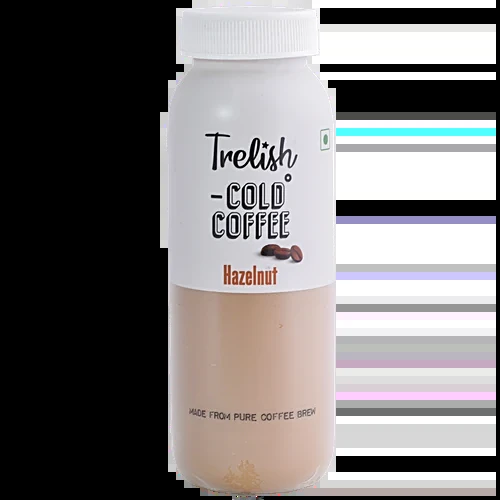 Trelish
-COLD°
COFFEE
Hazelnut
MADE FROM PURE COFFEE BREW